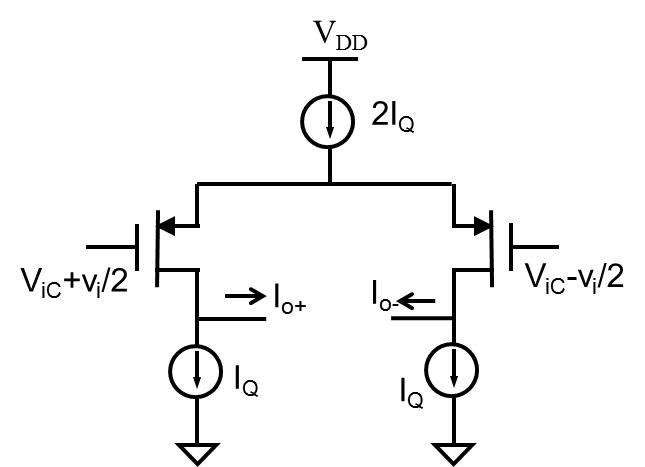 VDD
2IQ
ViC+vi/2
Io+
Io-
ViC-vi/2
IQ
IQ